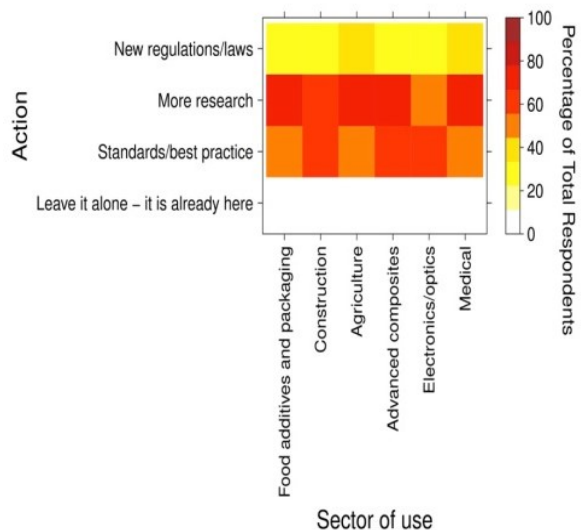 New regulations/laws
More research
Standards/best practice
Leave it alone – it is already here
Action
100
80
60
40
20
0
Percentage of Total Respondents
Food additives and packaging
Construction
Agriculture
Advanced composites
Electronics/optics
Medical
Sector of use